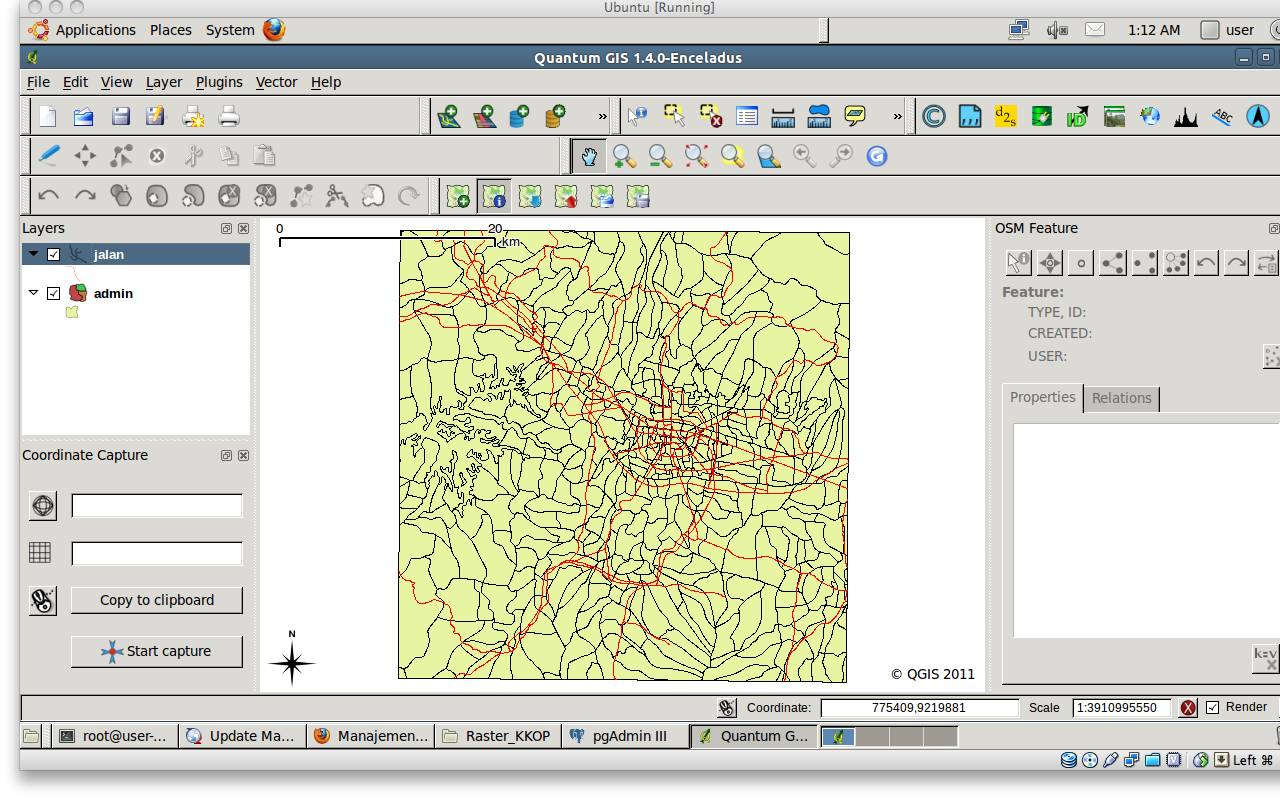 Ubuntu [Running]
Applications Places System 1:12 AM user
Quantum GIS 1.4.0-Enceladus
File Edit View Layer Plugins Vector Help
» » d2s ABC
Layers
jalan
admin
Coordinate Capture
Copy to clipboard
Start capture
0 20 km
N
© QGIS 2011
OSM Feature
Feature:
TYPE, ID:
CREATED:
USER:
Properties Relations
k=v
Coordinate: 775409,9219881 Scale 1:3910995550 Render
root@user-... Update Ma... Manajemen... Raster_KKOP pgAdmin III Quantum G...
Left ⌘